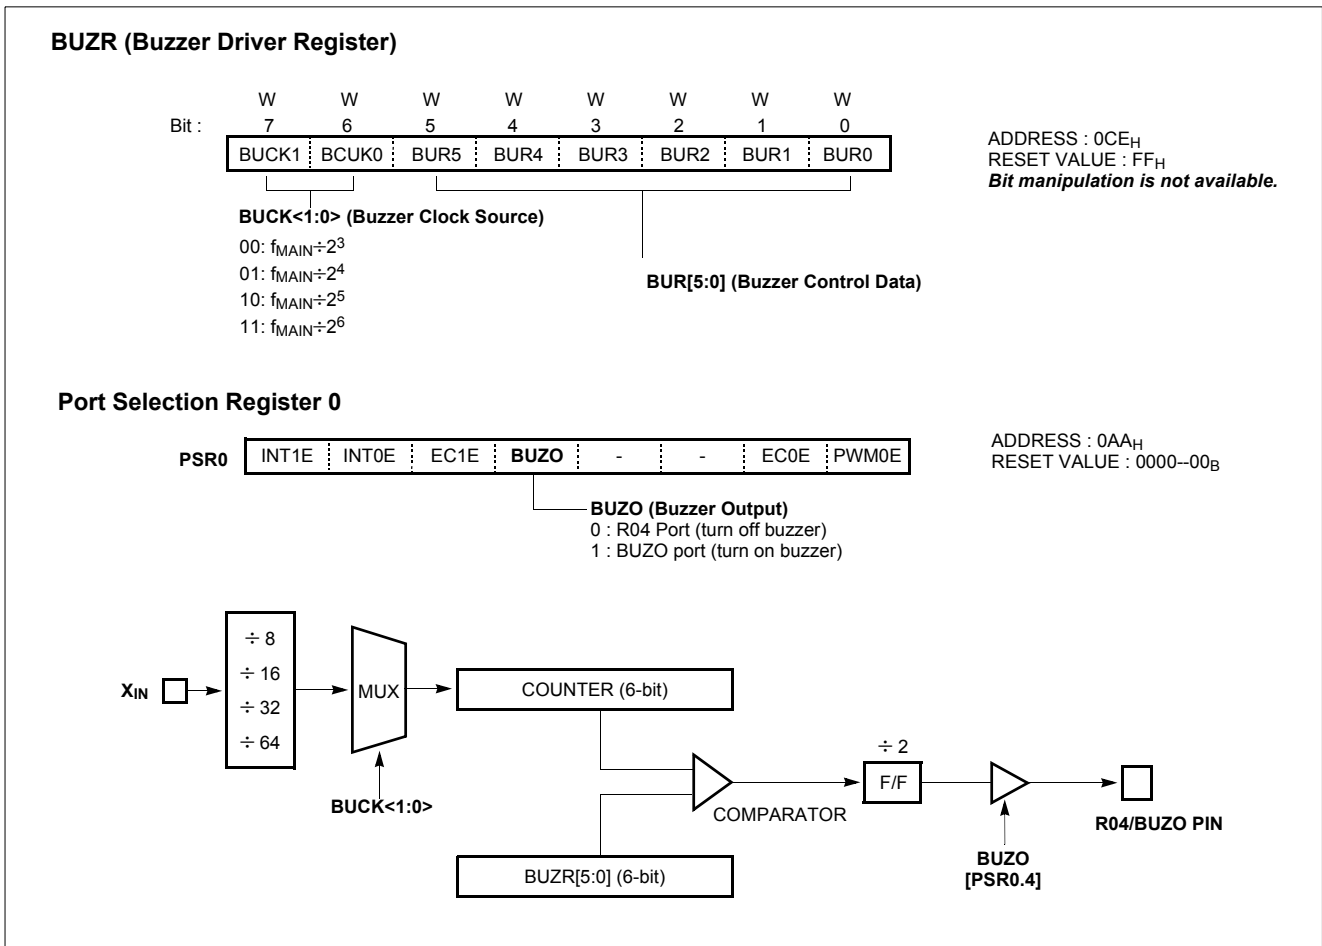 BUZR (Buzzer Driver Register)
W W W W W W W W
Bit : 7 6 5 4 3 2 1 0
BUCK1 BCUK0 BUR5 BUR4 BUR3 BUR2 BUR1 BUR0
ADDRESS : 0CEH
RESET VALUE : FFH
Bit manipulation is not available.
BUCK<1:0> (Buzzer Clock Source)
00: fMAIN÷2³
01: fMAIN÷2⁴
10: fMAIN÷2⁵
11: fMAIN÷2⁶
BUR[5:0] (Buzzer Control Data)
Port Selection Register 0
PSR0 INT1E INT0E EC1E BUZO - - EC0E PWM0E
ADDRESS : 0AAH
RESET VALUE : 0000--00B
BUZO (Buzzer Output)
0 : R04 Port (turn off buzzer)
1 : BUZO port (turn on buzzer)
XIN
÷ 8
÷ 16
÷ 32
÷ 64
MUX
BUCK<1:0>
COUNTER (6-bit)
COMPARATOR
BUZR[5:0] (6-bit)
÷ 2
F/F
BUZO
[PSR0.4]
R04/BUZO PIN